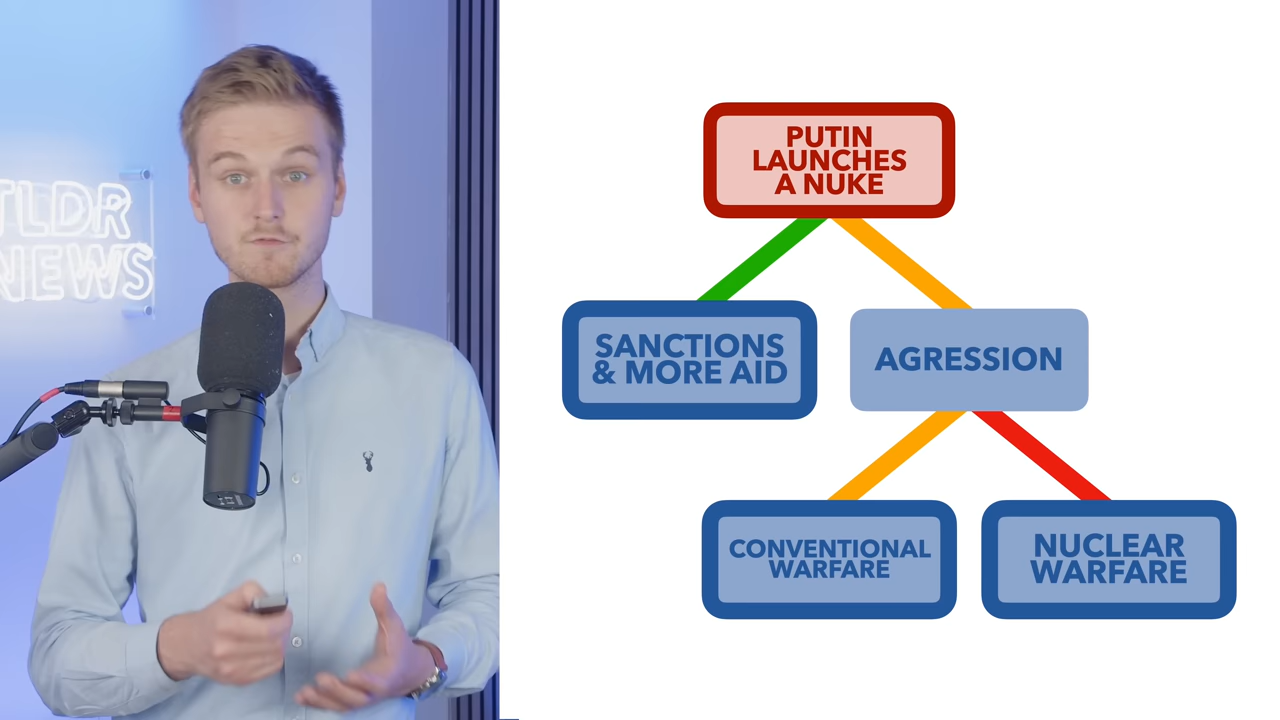 TLDR
NEWS
PUTIN
LAUNCHES
A NUKE
SANCTIONS
& MORE AID
AGRESSION
CONVENTIONAL
WARFARE
NUCLEAR
WARFARE